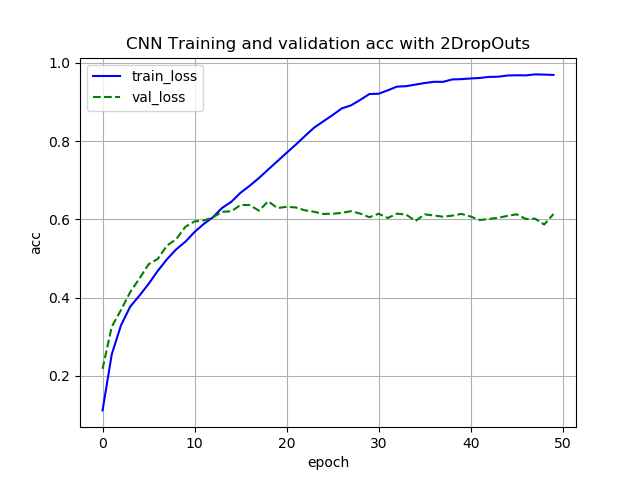 CNN Training and validation acc with 2DropOuts
train_loss
val_loss
1.0
0.8
0.6
0.4
0.2
acc
0 10 20 30 40 50
epoch